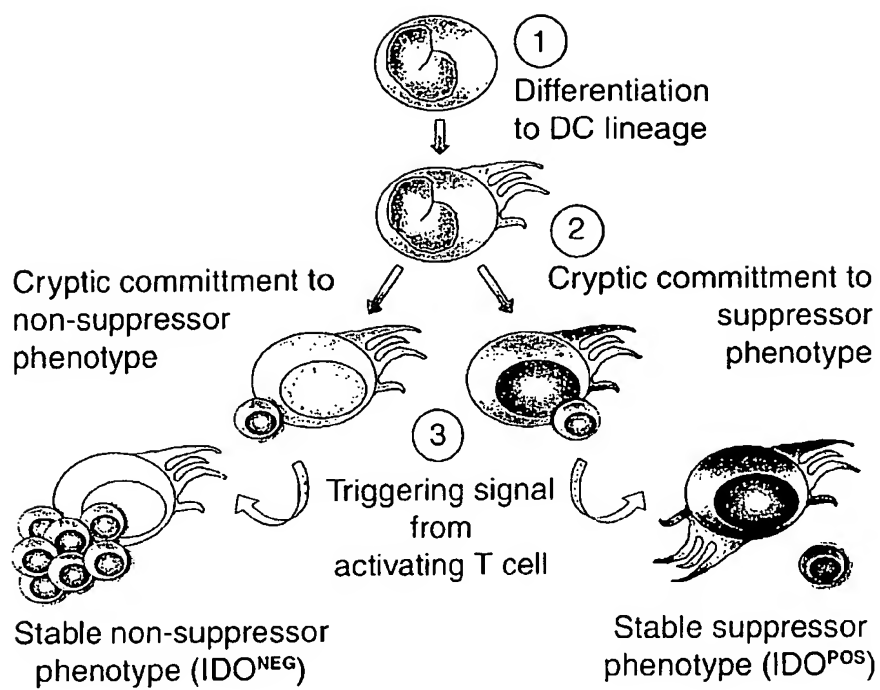 1
Differentiation
to DC lineage
2
Cryptic committment to
non-suppressor
phenotype
Cryptic committment to
suppressor
phenotype
3
Triggering signal
from
activating T cell
Stable non-suppressor
phenotype (IDO^NEG)
Stable suppressor
phenotype (IDO^POS)